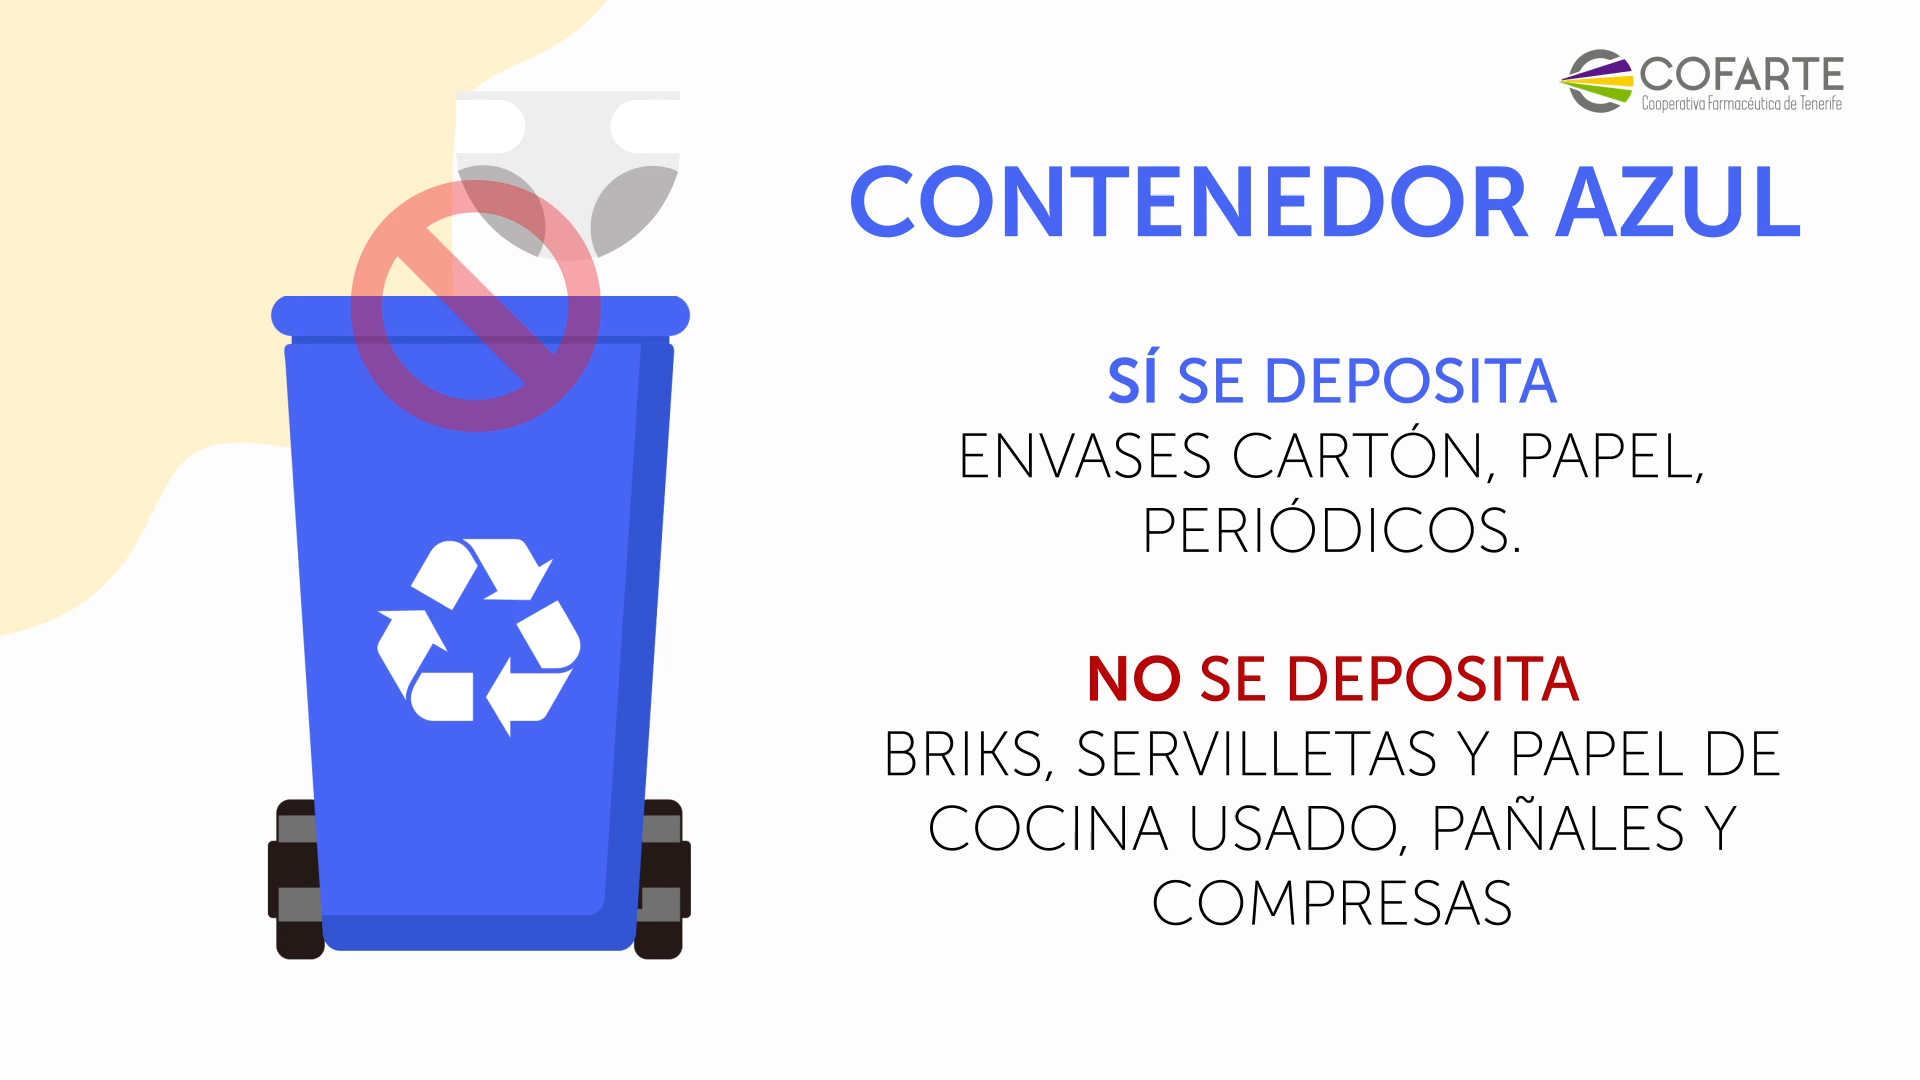 COFARTE
Cooperativa Farmacéutica de Tenerife
CONTENEDOR AZUL
SÍ SE DEPOSITA
ENVASES CARTÓN, PAPEL,
PERIÓDICOS.
NO SE DEPOSITA
BRIKS, SERVILLETAS Y PAPEL DE
COCINA USADO, PAÑALES Y
COMPRESAS